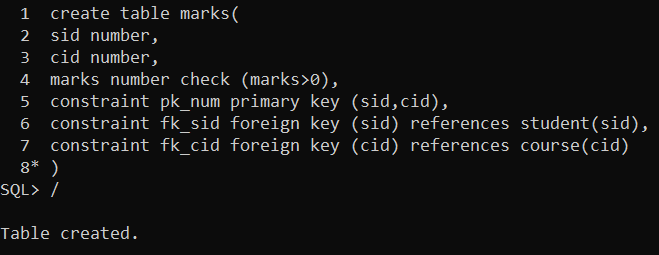 1 create table marks(
2 sid number,
3 cid number,
4 marks number check (marks>0),
5 constraint pk_num primary key (sid,cid),
6 constraint fk_sid foreign key (sid) references student(sid),
7 constraint fk_cid foreign key (cid) references course(cid)
8* )
SQL> /
Table created.